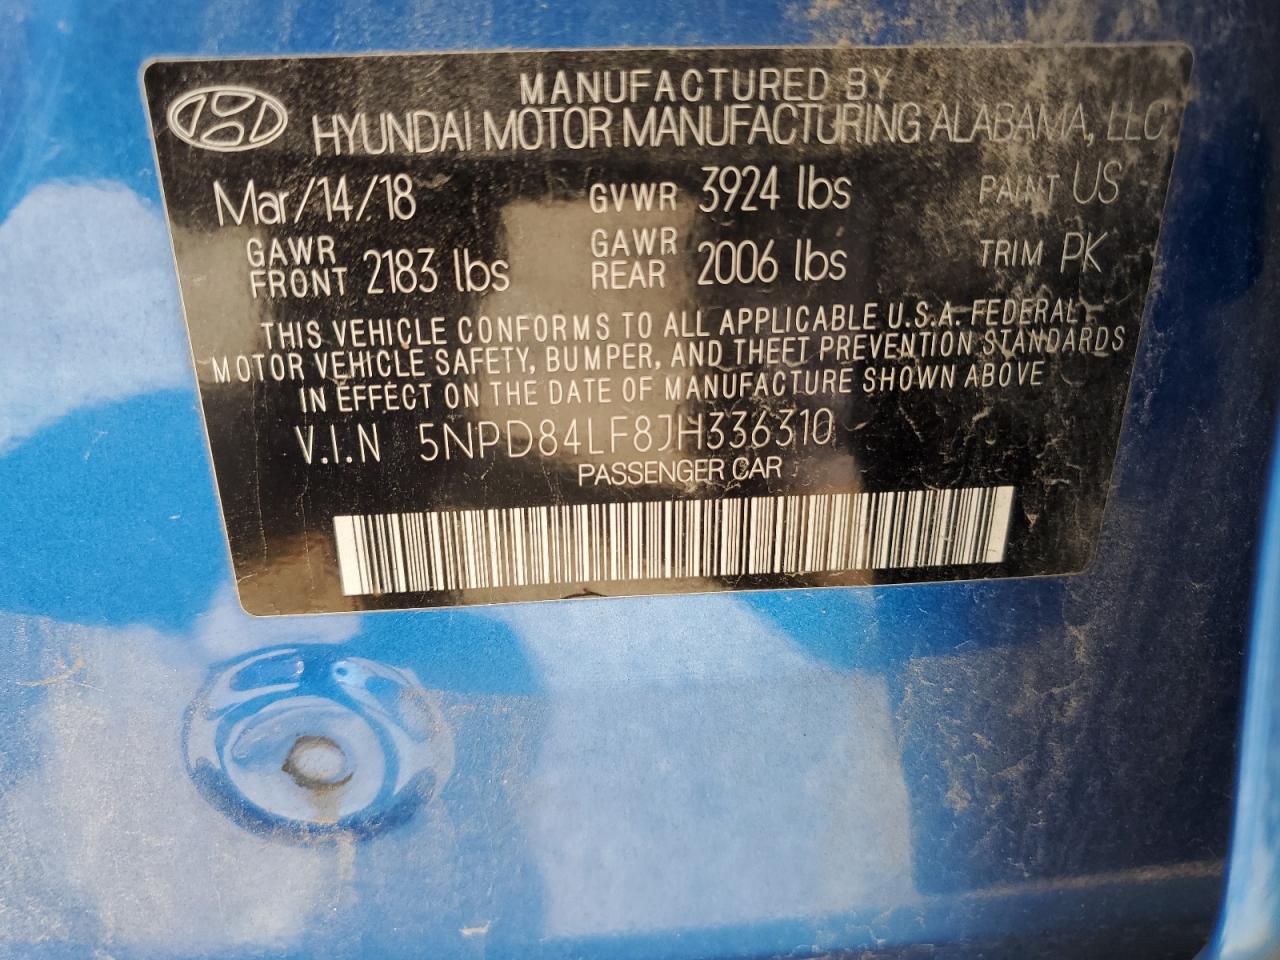 MANUFACTURED BY
HYUNDAI MOTOR MANUFACTURING ALABAMA, LLC
Mar/14/18 GVWR 3924 lbs PAINT US
GAWR FRONT 2183 lbs GAWR REAR 2006 lbs TRIM PK
THIS VEHICLE CONFORMS TO ALL APPLICABLE U.S.A. FEDERAL
MOTOR VEHICLE SAFETY, BUMPER, AND THEFT PREVENTION STANDARDS
IN EFFECT ON THE DATE OF MANUFACTURE SHOWN ABOVE
V.I.N 5NPD84LF8JH336310
PASSENGER CAR